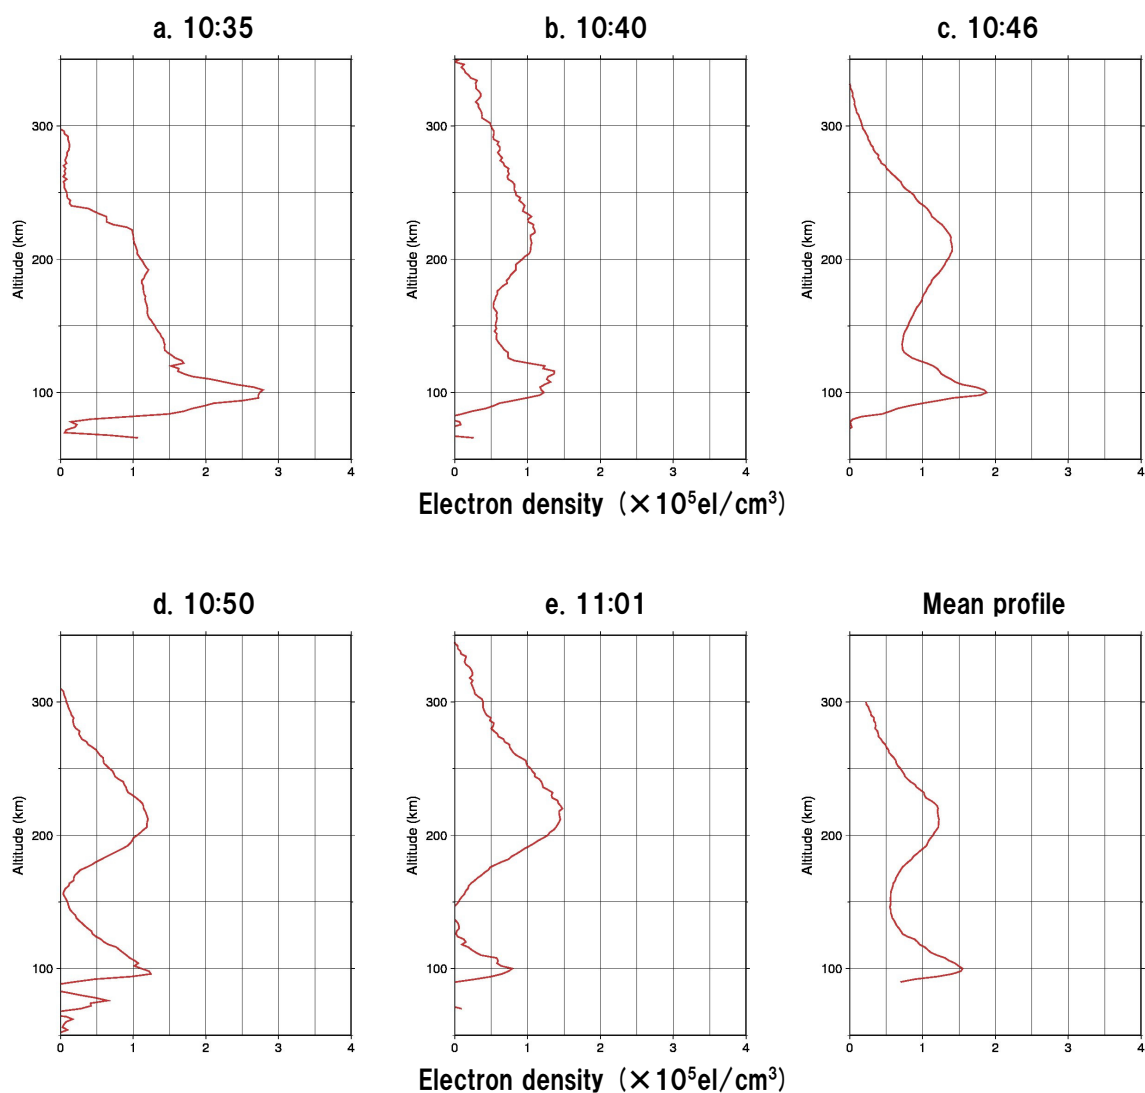 a. 10:35
b. 10:40
c. 10:46
Altitude (km)
300
200
100
0 1 2 3 4
Altitude (km)
300
200
100
0 1 2 3 4
Altitude (km)
300
200
100
0 1 2 3 4
Electron density (×10⁵el/cm³)
d. 10:50
e. 11:01
Mean profile
Altitude (km)
300
200
100
0 1 2 3 4
Altitude (km)
300
200
100
0 1 2 3 4
Altitude (km)
300
200
100
0 1 2 3 4
Electron density (×10⁵el/cm³)